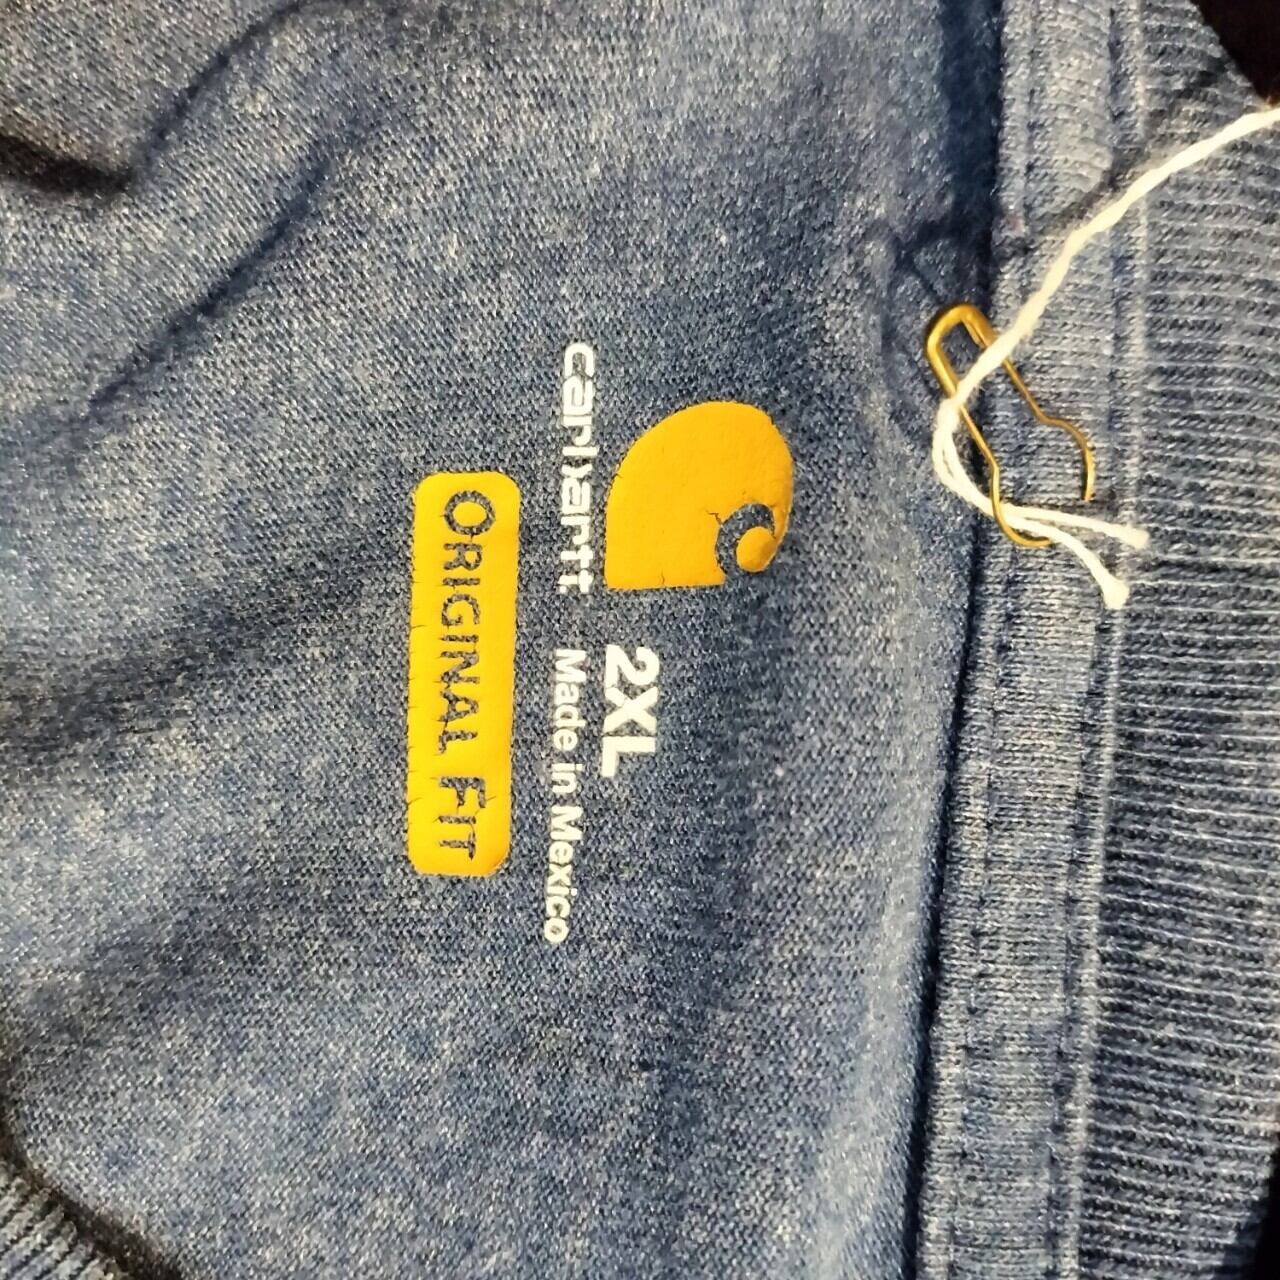 2XL
carhartt Made in Mexico
ORIGINAL FIT